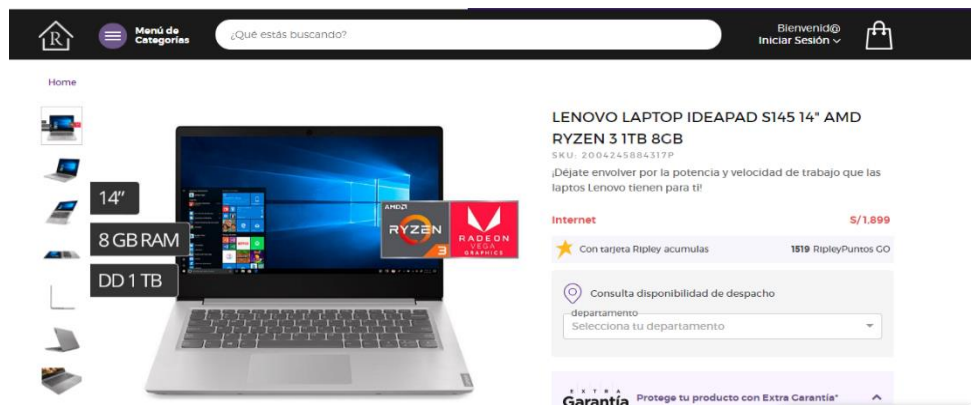 R
Menú de
Categorías
¿Qué estás buscando?
Bienvenid@
Iniciar Sesión
Home
LENOVO LAPTOP IDEAPAD S145 14" AMD
RYZEN 3 1TB 8GB
SKU: 2004245884317P
¡Déjate envolver por la potencia y velocidad de trabajo que las
laptos Lenovo tienen para ti!
Internet S/1,899
Con tarjeta Ripley acumulas 1519 RipleyPuntos GO
Consulta disponibilidad de despacho
departamento
Selecciona tu departamento
EXTRA
Garantía
Protege tu producto con Extra Garantía*
14"
8 GB RAM
DD 1 TB
AMD
RYZEN
3
RADEON
VEGA
GRAPHICS